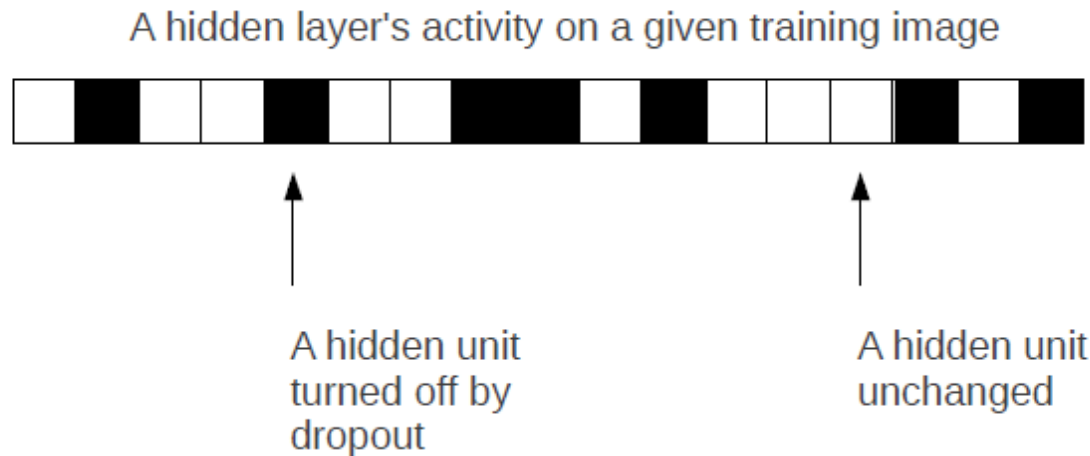 A hidden layer's activity on a given training image
A hidden unit
turned off by
dropout
A hidden unit
unchanged